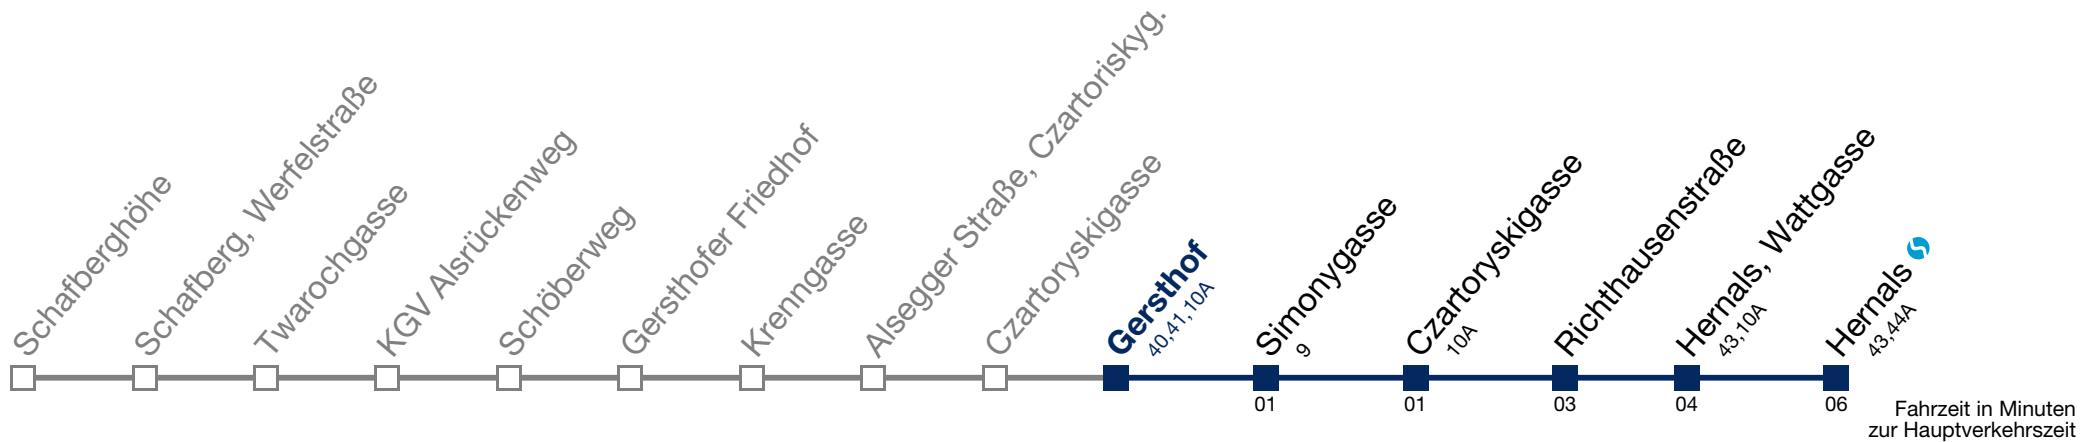 Schafberghöhe
Schafberg, Werfelstraße
Twarochgasse
KGV Alsrückenweg
Schöberweg
Gersthofer Friedhof
Krenngasse
Alsegger Straße, Czartoriskyg.
Czartoryskigasse
Gersthof
40,41,10A
Simonygasse
9
Czartoryskigasse
10A
Richthausenstraße
Hernals, Wattgasse
43,10A
Hernals
43,44A
01
01
03
04
06
Fahrzeit in Minuten
zur Hauptverkehrszeit